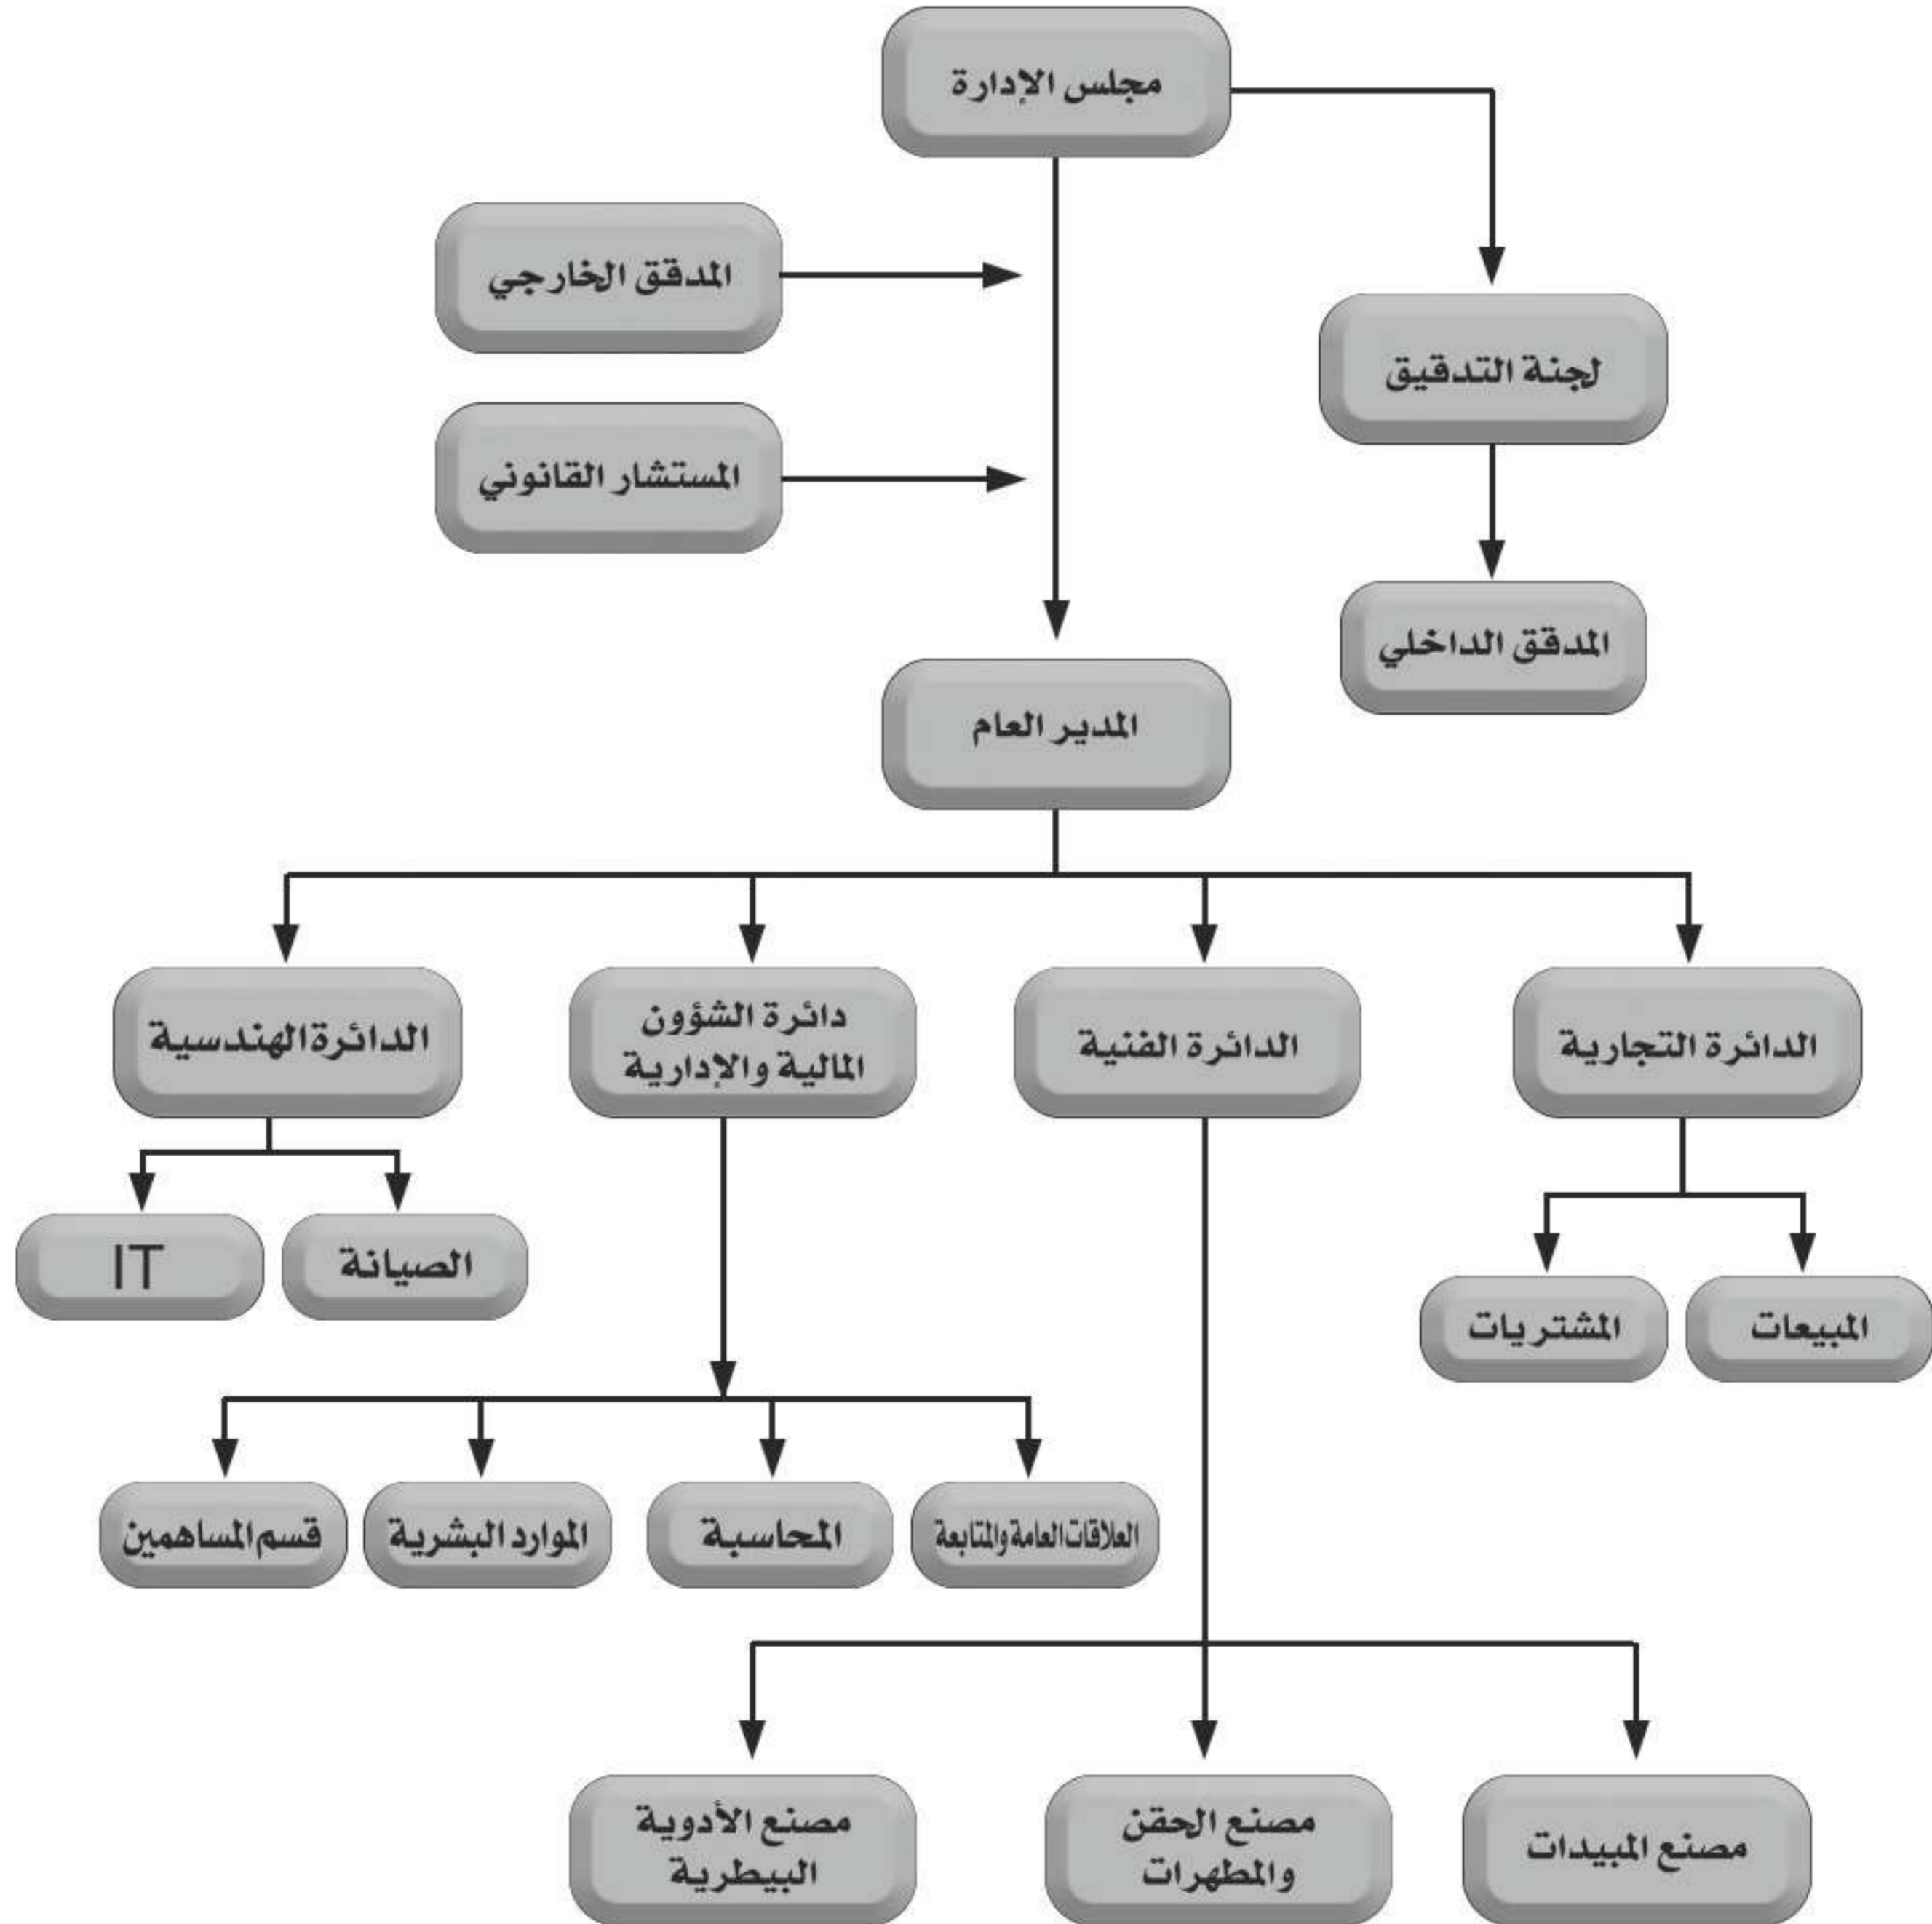 مجلس الإدارة
المدقق الخارجي
لجنة التدقيق
المستشار القانوني
المدقق الداخلي
المدير العام
الدائرة التجارية
الدائرة الفنية
دائرة الشؤون
المالية والإدارية
الدائرة الهندسية
الصيانة
IT
المبيعات
المشتريات
العلاقات العامة والمتابعة
المحاسبة
الموارد البشرية
قسم المساهمين
مصنع المبيدات
مصنع الحقن
والمطهرات
مصنع الأدوية
البيطرية